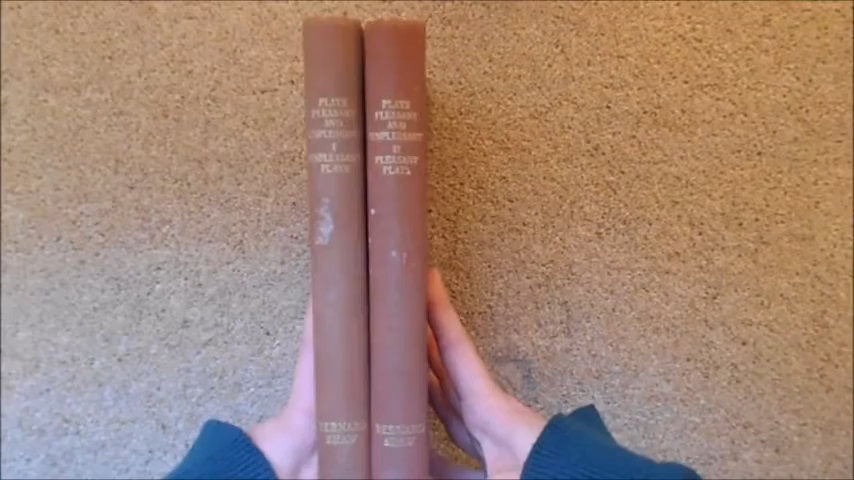 PLAYS
PLEASANT
AND
UNPLEASANT
I
UNPLEASANT
PLAYS
BERNARD
SHAW
PLAYS
PLEASANT
AND
UNPLEASANT
II
PLEASANT
PLAYS
BERNARD
SHAW